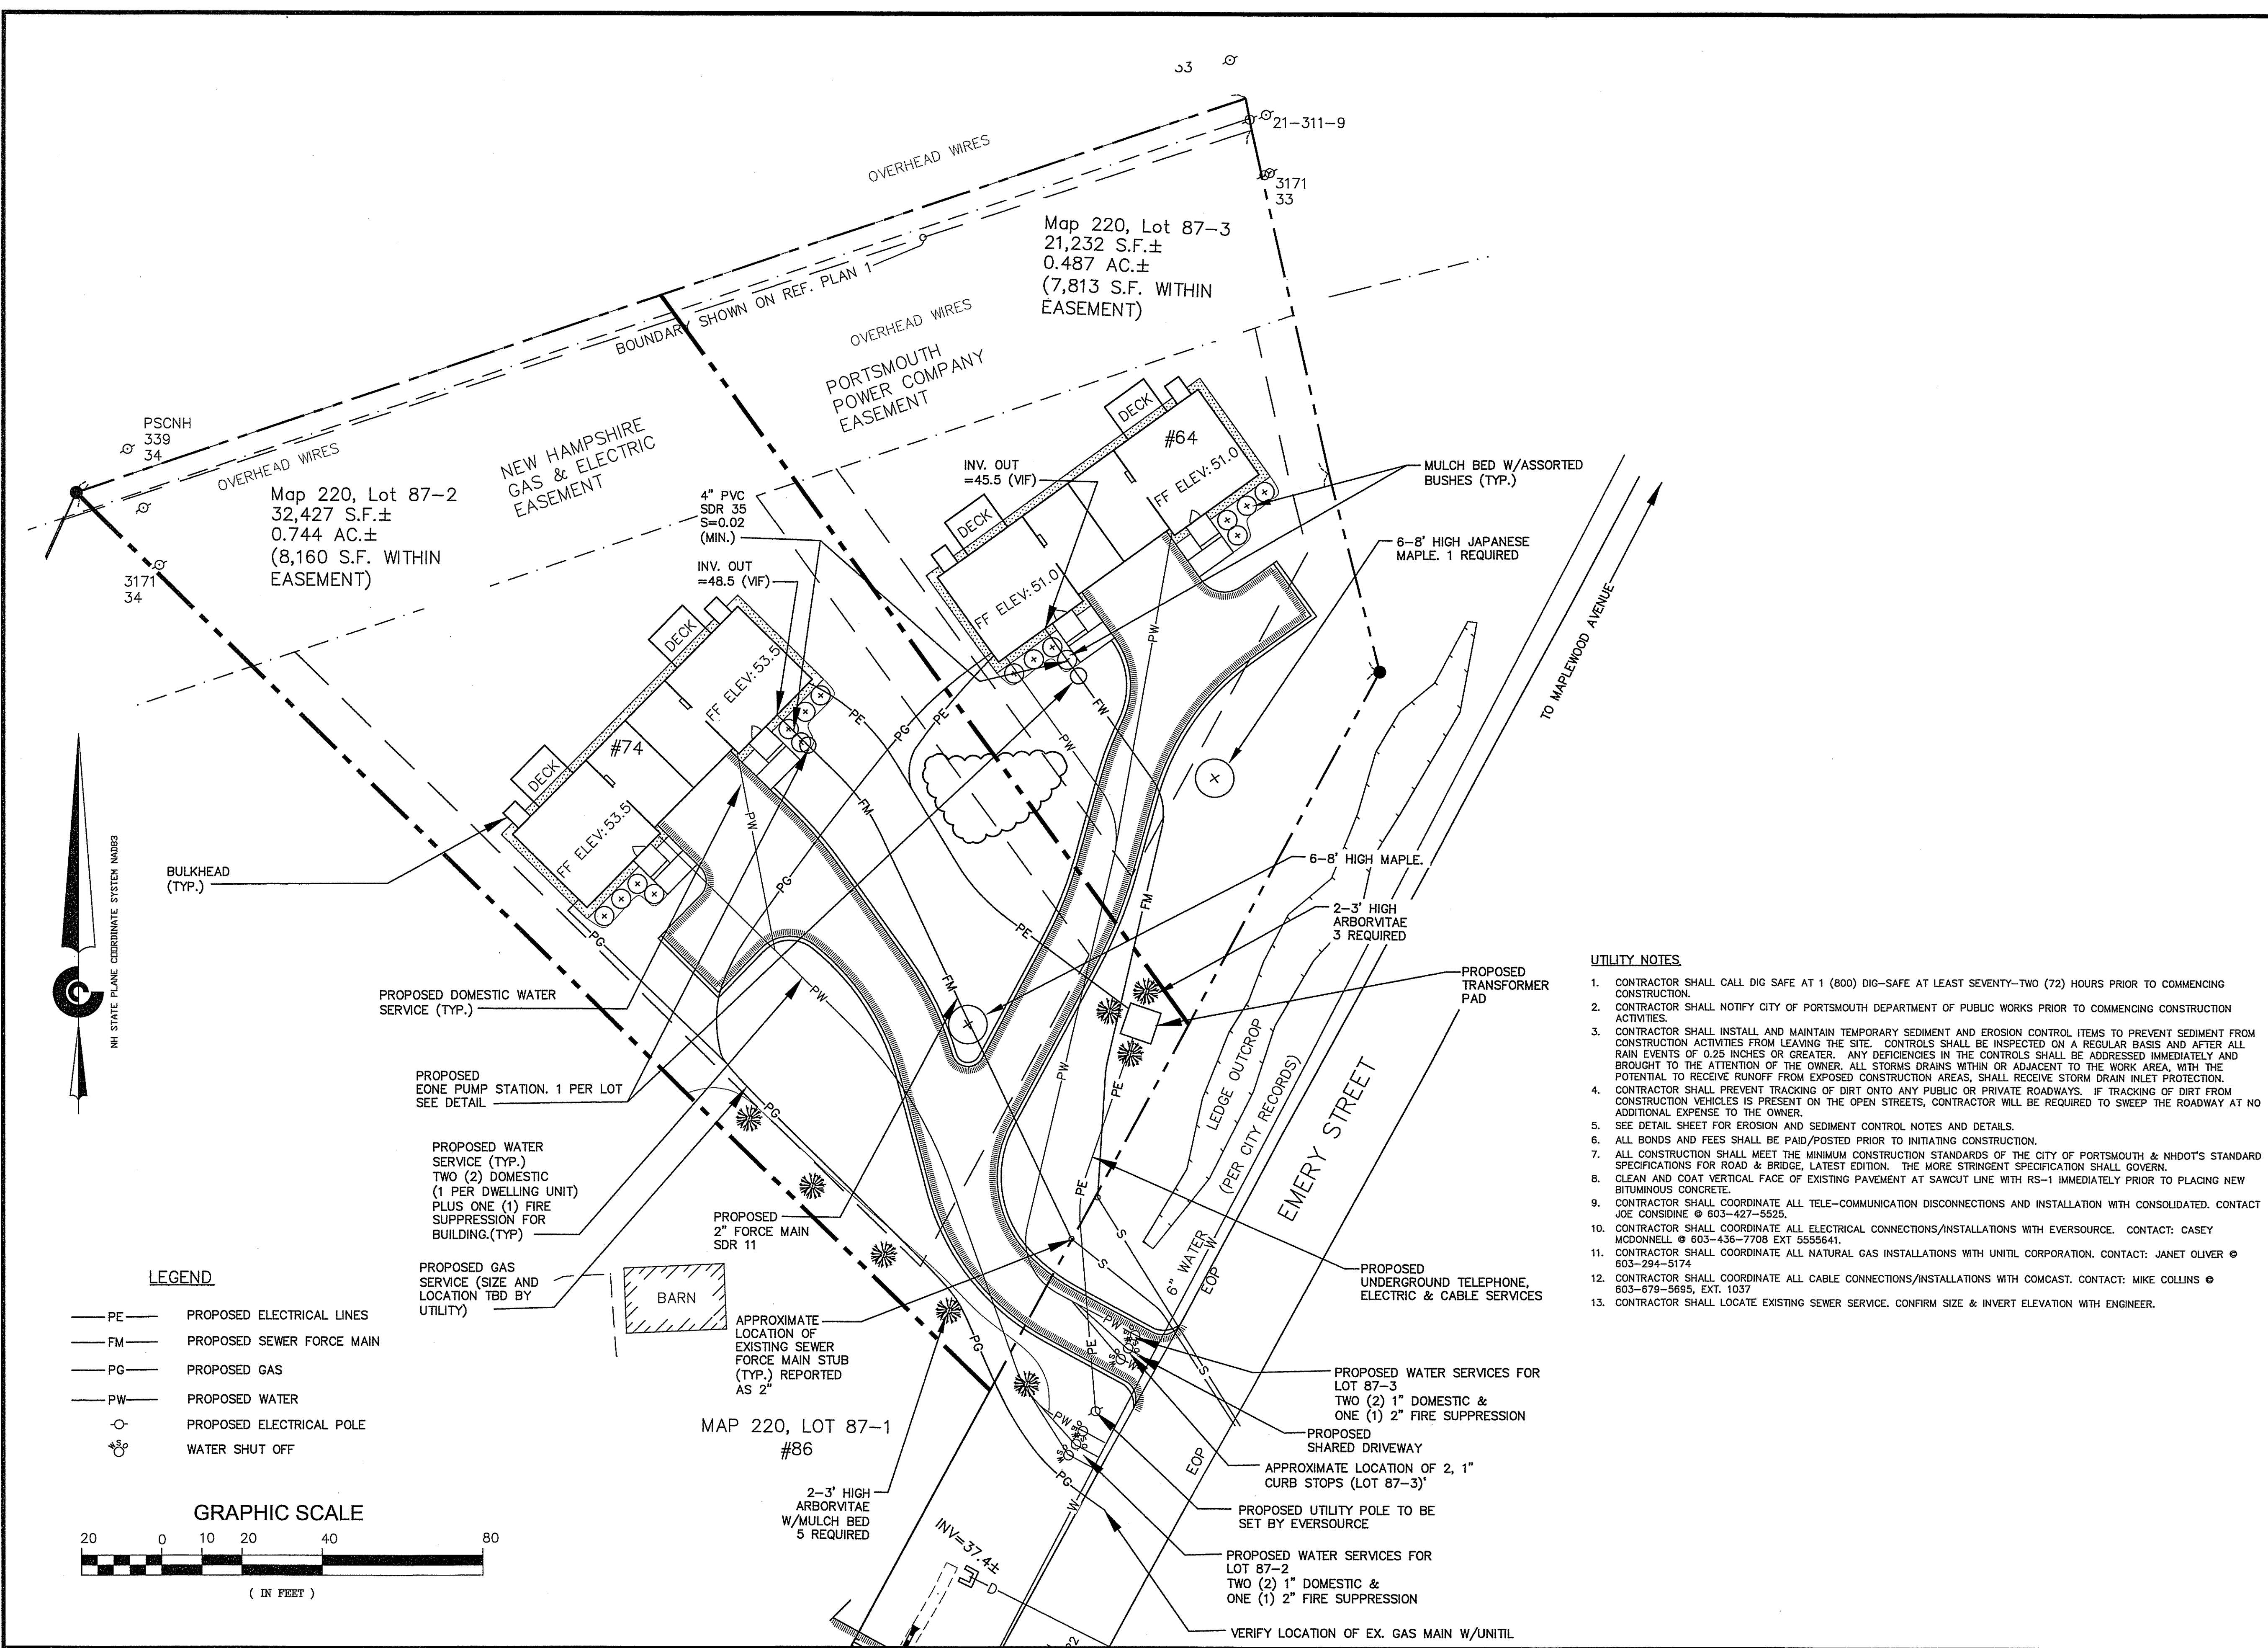 33
21-311-9
3171
33
OVERHEAD WIRES
Map 220, Lot 87-3
21,232 S.F.±
0.487 AC.±
(7,813 S.F. WITHIN
EASEMENT)
BOUNDARY SHOWN ON REF. PLAN 1
OVERHEAD WIRES
PORTSMOUTH
POWER COMPANY
EASEMENT
PSCNH
339
34
OVERHEAD WIRES
NEW HAMPSHIRE
GAS & ELECTRIC
EASEMENT
Map 220, Lot 87-2
32,427 S.F.±
0.744 AC.±
(8,160 S.F. WITHIN
EASEMENT)
3171
34
DECK
#64
FF ELEV: 51.0
DECK
FF ELEV: 51.0
INV. OUT
=45.5 (VIF)
4" PVC
SDR 35
S=0.02
(MIN.)
INV. OUT
=48.5 (VIF)
MULCH BED W/ASSORTED
BUSHES (TYP.)
6-8' HIGH JAPANESE
MAPLE. 1 REQUIRED
TO MAPLEWOOD AVENUE
DECK
FF ELEV: 53.5
#74
DECK
FF ELEV: 53.5
PE
PG
PE
FW
PW
PW
FM
PW
PG
PE
FM
FM
PG
PW
PW
PG
PE
PE
PE
BULKHEAD
(TYP.)
NH STATE PLANE COORDINATE SYSTEM NAD83
6-8' HIGH MAPLE.
2-3' HIGH
ARBORVITAE
3 REQUIRED
PROPOSED
TRANSFORMER
PAD
PROPOSED DOMESTIC WATER
SERVICE (TYP.)
PROPOSED
EONE PUMP STATION. 1 PER LOT
SEE DETAIL
PROPOSED WATER
SERVICE (TYP.)
TWO (2) DOMESTIC
(1 PER DWELLING UNIT)
PLUS ONE (1) FIRE
SUPPRESSION FOR
BUILDING.(TYP)
PROPOSED GAS
SERVICE (SIZE AND
LOCATION TBD BY
UTILITY)
PROPOSED
2" FORCE MAIN
SDR 11
BARN
APPROXIMATE
LOCATION OF
EXISTING SEWER
FORCE MAIN STUB
(TYP.) REPORTED
AS 2"
MAP 220, LOT 87-1
#86
2-3' HIGH
ARBORVITAE
W/MULCH BED
5 REQUIRED
LEDGE OUTCROP
(PER CITY RECORDS)
EMERY STREET
6" WATER
W
EOP
S
S
S
PG
PW
PW
W
EOP
PG
W
INV=37.4±
D
PROPOSED
UNDERGROUND TELEPHONE,
ELECTRIC & CABLE SERVICES
PROPOSED WATER SERVICES FOR
LOT 87-3
TWO (2) 1" DOMESTIC &
ONE (1) 2" FIRE SUPPRESSION
PROPOSED
SHARED DRIVEWAY
APPROXIMATE LOCATION OF 2, 1"
CURB STOPS (LOT 87-3)'
PROPOSED UTILITY POLE TO BE
SET BY EVERSOURCE
PROPOSED WATER SERVICES FOR
LOT 87-2
TWO (2) 1" DOMESTIC &
ONE (1) 2" FIRE SUPPRESSION
VERIFY LOCATION OF EX. GAS MAIN W/UNITIL
LEGEND
PE PROPOSED ELECTRICAL LINES
FM PROPOSED SEWER FORCE MAIN
PG PROPOSED GAS
PW PROPOSED WATER
PROPOSED ELECTRICAL POLE
WSO WATER SHUT OFF
GRAPHIC SCALE
20 0 10 20 40 80
( IN FEET )
UTILITY NOTES
1. CONTRACTOR SHALL CALL DIG SAFE AT 1 (800) DIG-SAFE AT LEAST SEVENTY-TWO (72) HOURS PRIOR TO COMMENCING
CONSTRUCTION.
2. CONTRACTOR SHALL NOTIFY CITY OF PORTSMOUTH DEPARTMENT OF PUBLIC WORKS PRIOR TO COMMENCING CONSTRUCTION
ACTIVITIES.
3. CONTRACTOR SHALL INSTALL AND MAINTAIN TEMPORARY SEDIMENT AND EROSION CONTROL ITEMS TO PREVENT SEDIMENT FROM
CONSTRUCTION ACTIVITIES FROM LEAVING THE SITE. CONTROLS SHALL BE INSPECTED ON A REGULAR BASIS AND AFTER ALL
RAIN EVENTS OF 0.25 INCHES OR GREATER. ANY DEFICIENCIES IN THE CONTROLS SHALL BE ADDRESSED IMMEDIATELY AND
BROUGHT TO THE ATTENTION OF THE OWNER. ALL STORMS DRAINS WITHIN OR ADJACENT TO THE WORK AREA, WITH THE
POTENTIAL TO RECEIVE RUNOFF FROM EXPOSED CONSTRUCTION AREAS, SHALL RECEIVE STORM DRAIN INLET PROTECTION.
4. CONTRACTOR SHALL PREVENT TRACKING OF DIRT ONTO ANY PUBLIC OR PRIVATE ROADWAYS. IF TRACKING OF DIRT FROM
CONSTRUCTION VEHICLES IS PRESENT ON THE OPEN STREETS, CONTRACTOR WILL BE REQUIRED TO SWEEP THE ROADWAY AT NO
ADDITIONAL EXPENSE TO THE OWNER.
5. SEE DETAIL SHEET FOR EROSION AND SEDIMENT CONTROL NOTES AND DETAILS.
6. ALL BONDS AND FEES SHALL BE PAID/POSTED PRIOR TO INITIATING CONSTRUCTION.
7. ALL CONSTRUCTION SHALL MEET THE MINIMUM CONSTRUCTION STANDARDS OF THE CITY OF PORTSMOUTH & NHDOT'S STANDARD
SPECIFICATIONS FOR ROAD & BRIDGE, LATEST EDITION. THE MORE STRINGENT SPECIFICATION SHALL GOVERN.
8. CLEAN AND COAT VERTICAL FACE OF EXISTING PAVEMENT AT SAWCUT LINE WITH RS-1 IMMEDIATELY PRIOR TO PLACING NEW
BITUMINOUS CONCRETE.
9. CONTRACTOR SHALL COORDINATE ALL TELE-COMMUNICATION DISCONNECTIONS AND INSTALLATION WITH CONSOLIDATED. CONTACT
JOE CONSIDINE @ 603-427-5525.
10. CONTRACTOR SHALL COORDINATE ALL ELECTRICAL CONNECTIONS/INSTALLATIONS WITH EVERSOURCE. CONTACT: CASEY
MCDONNELL @ 603-436-7708 EXT 5555641.
11. CONTRACTOR SHALL COORDINATE ALL NATURAL GAS INSTALLATIONS WITH UNITIL CORPORATION. CONTACT: JANET OLIVER @
603-294-5174
12. CONTRACTOR SHALL COORDINATE ALL CABLE CONNECTIONS/INSTALLATIONS WITH COMCAST. CONTACT: MIKE COLLINS @
603-679-5695, EXT. 1037
13. CONTRACTOR SHALL LOCATE EXISTING SEWER SERVICE. CONFIRM SIZE & INVERT ELEVATION WITH ENGINEER.